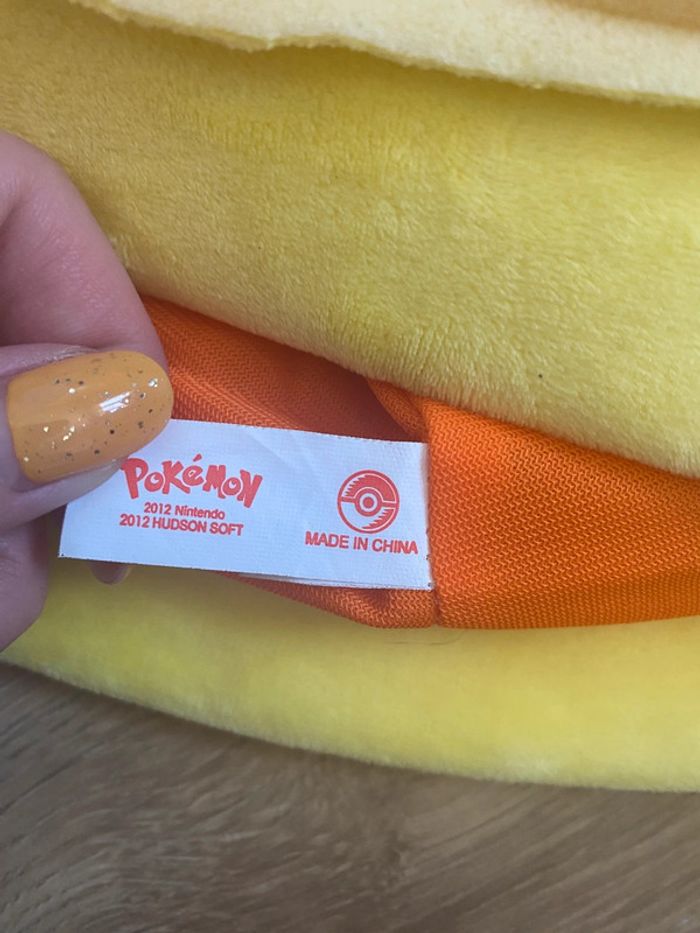 POKéMON
2012 Nintendo
2012 HUDSON SOFT
MADE IN CHINA